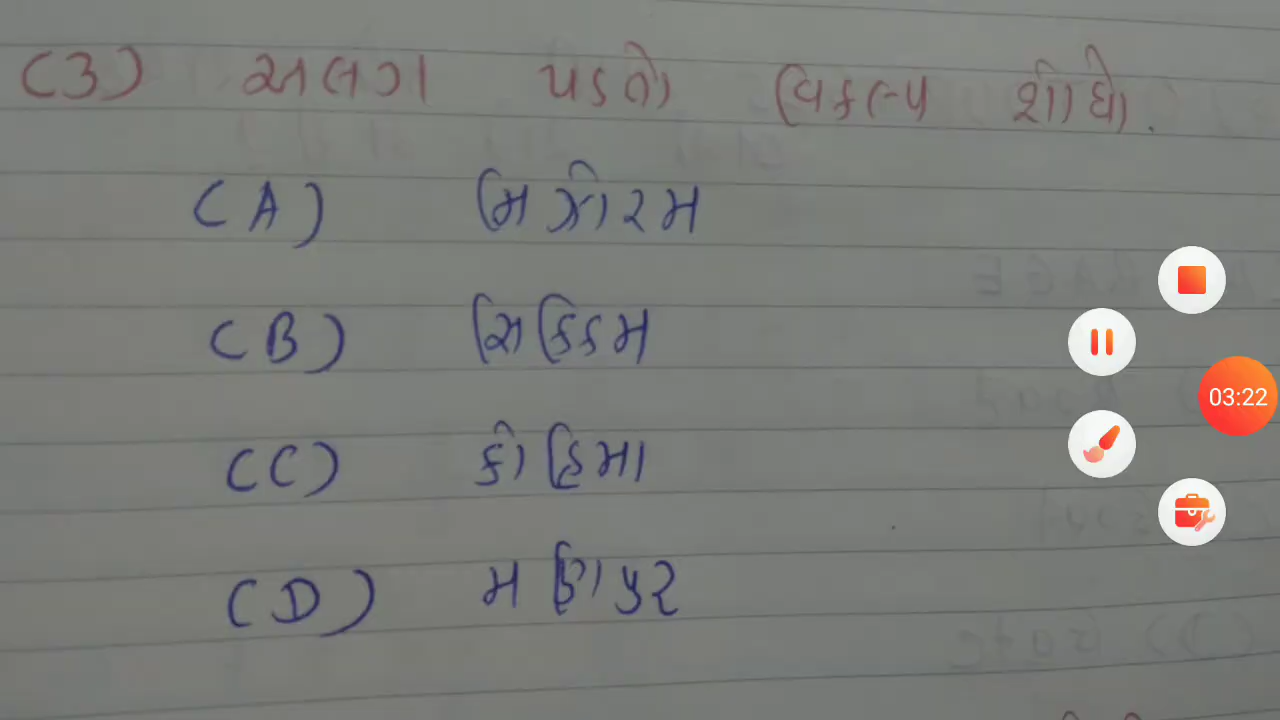 (3) અલગ પડતો વિકલ્પ શોધો.
(A) મિઝોરમ
(B) સિક્કિમ
03:22
(C) કોહિમા
(D) મણિપુર